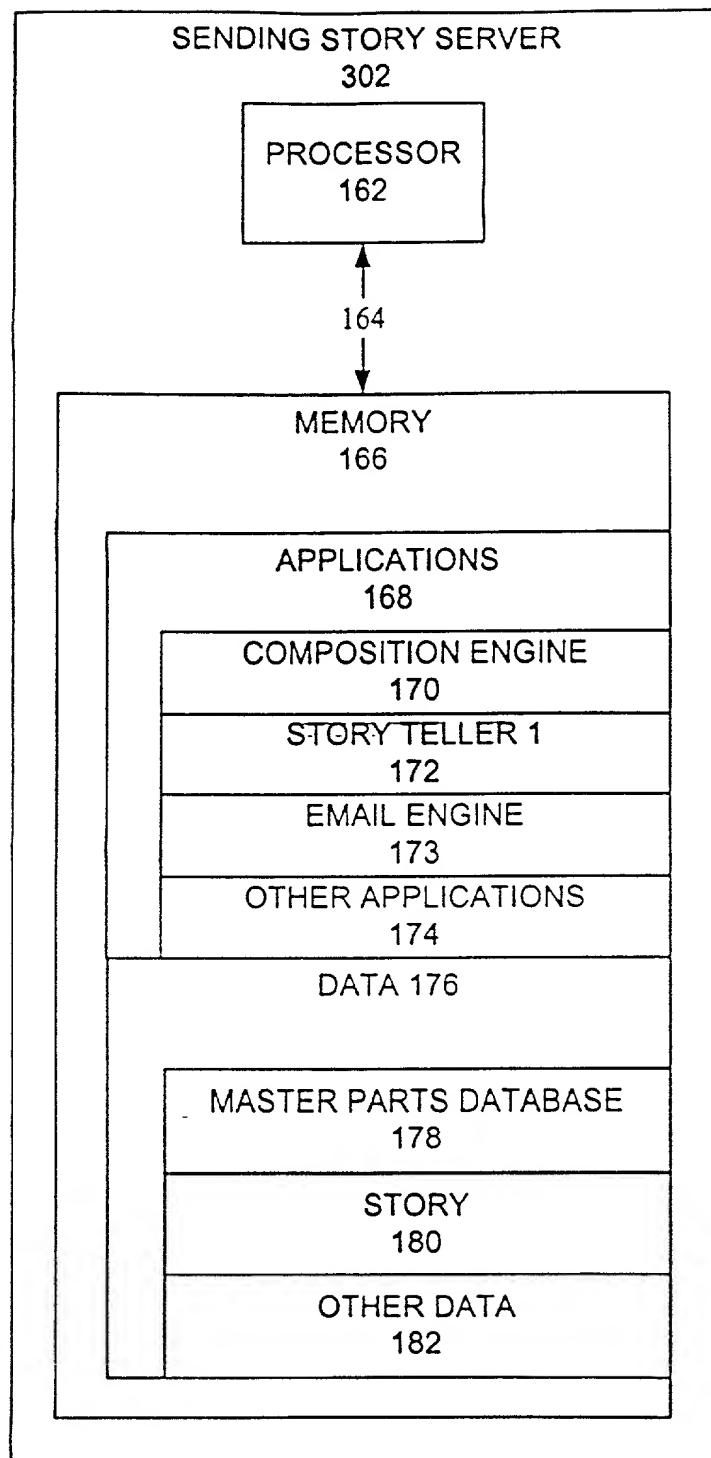 SENDING STORY SERVER
302
PROCESSOR
162
164
MEMORY
166
APPLICATIONS
168
COMPOSITION ENGINE
170
STORY TELLER 1
172
EMAIL ENGINE
173
OTHER APPLICATIONS
174
DATA 176
MASTER PARTS DATABASE
178
STORY
180
OTHER DATA
182